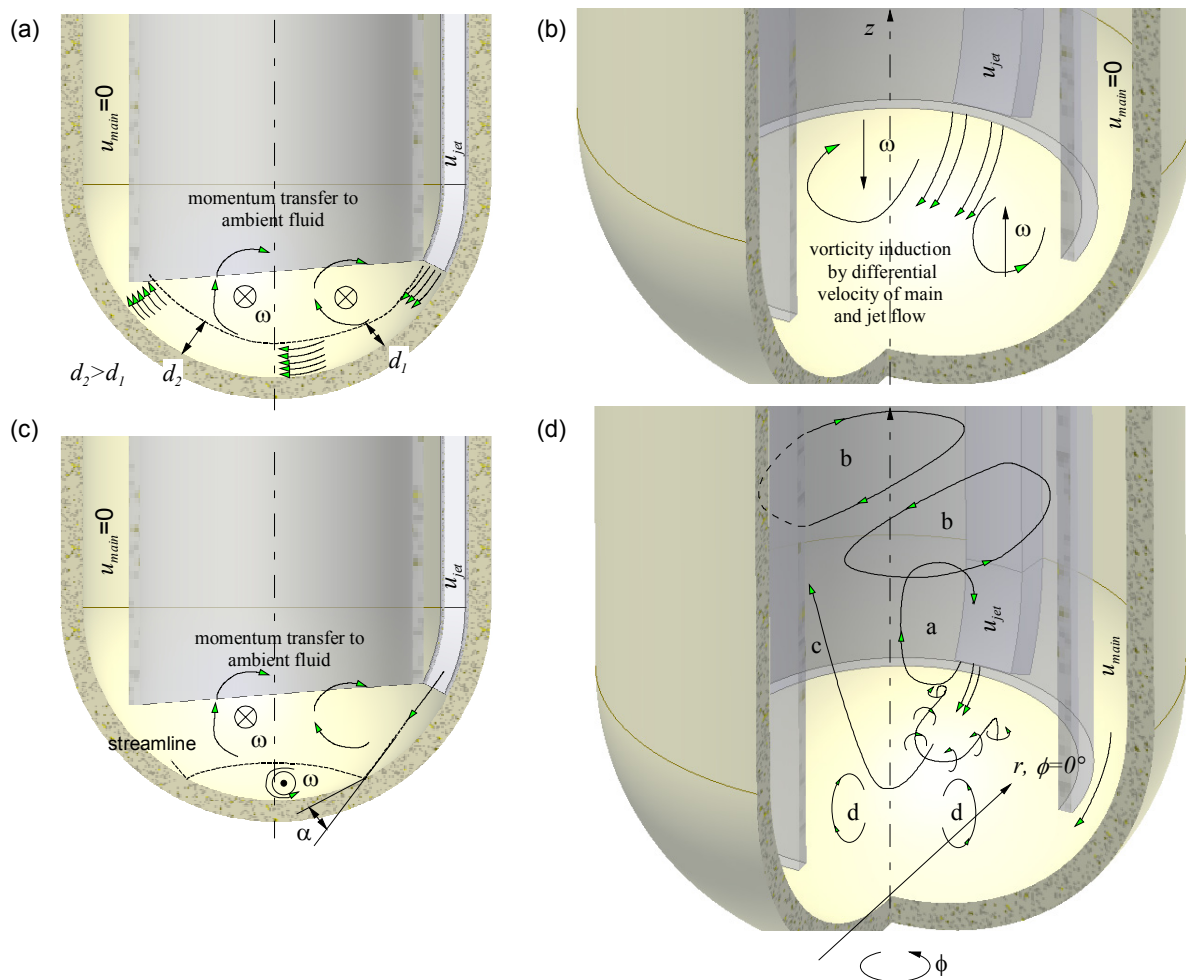 (a)
u_main=0
u_jet
momentum transfer to
ambient fluid
ω
d_2>d_1
d_2
d_1
(b)
z
u_jet
u_main=0
ω
ω
vorticity induction
by differential
velocity of main
and jet flow
(c)
u_main=0
u_jet
momentum transfer to
ambient fluid
streamline
ω
ω
α
(d)
b
b
a
u_jet
c
u_main
r, ϕ=0°
d
d
ϕ